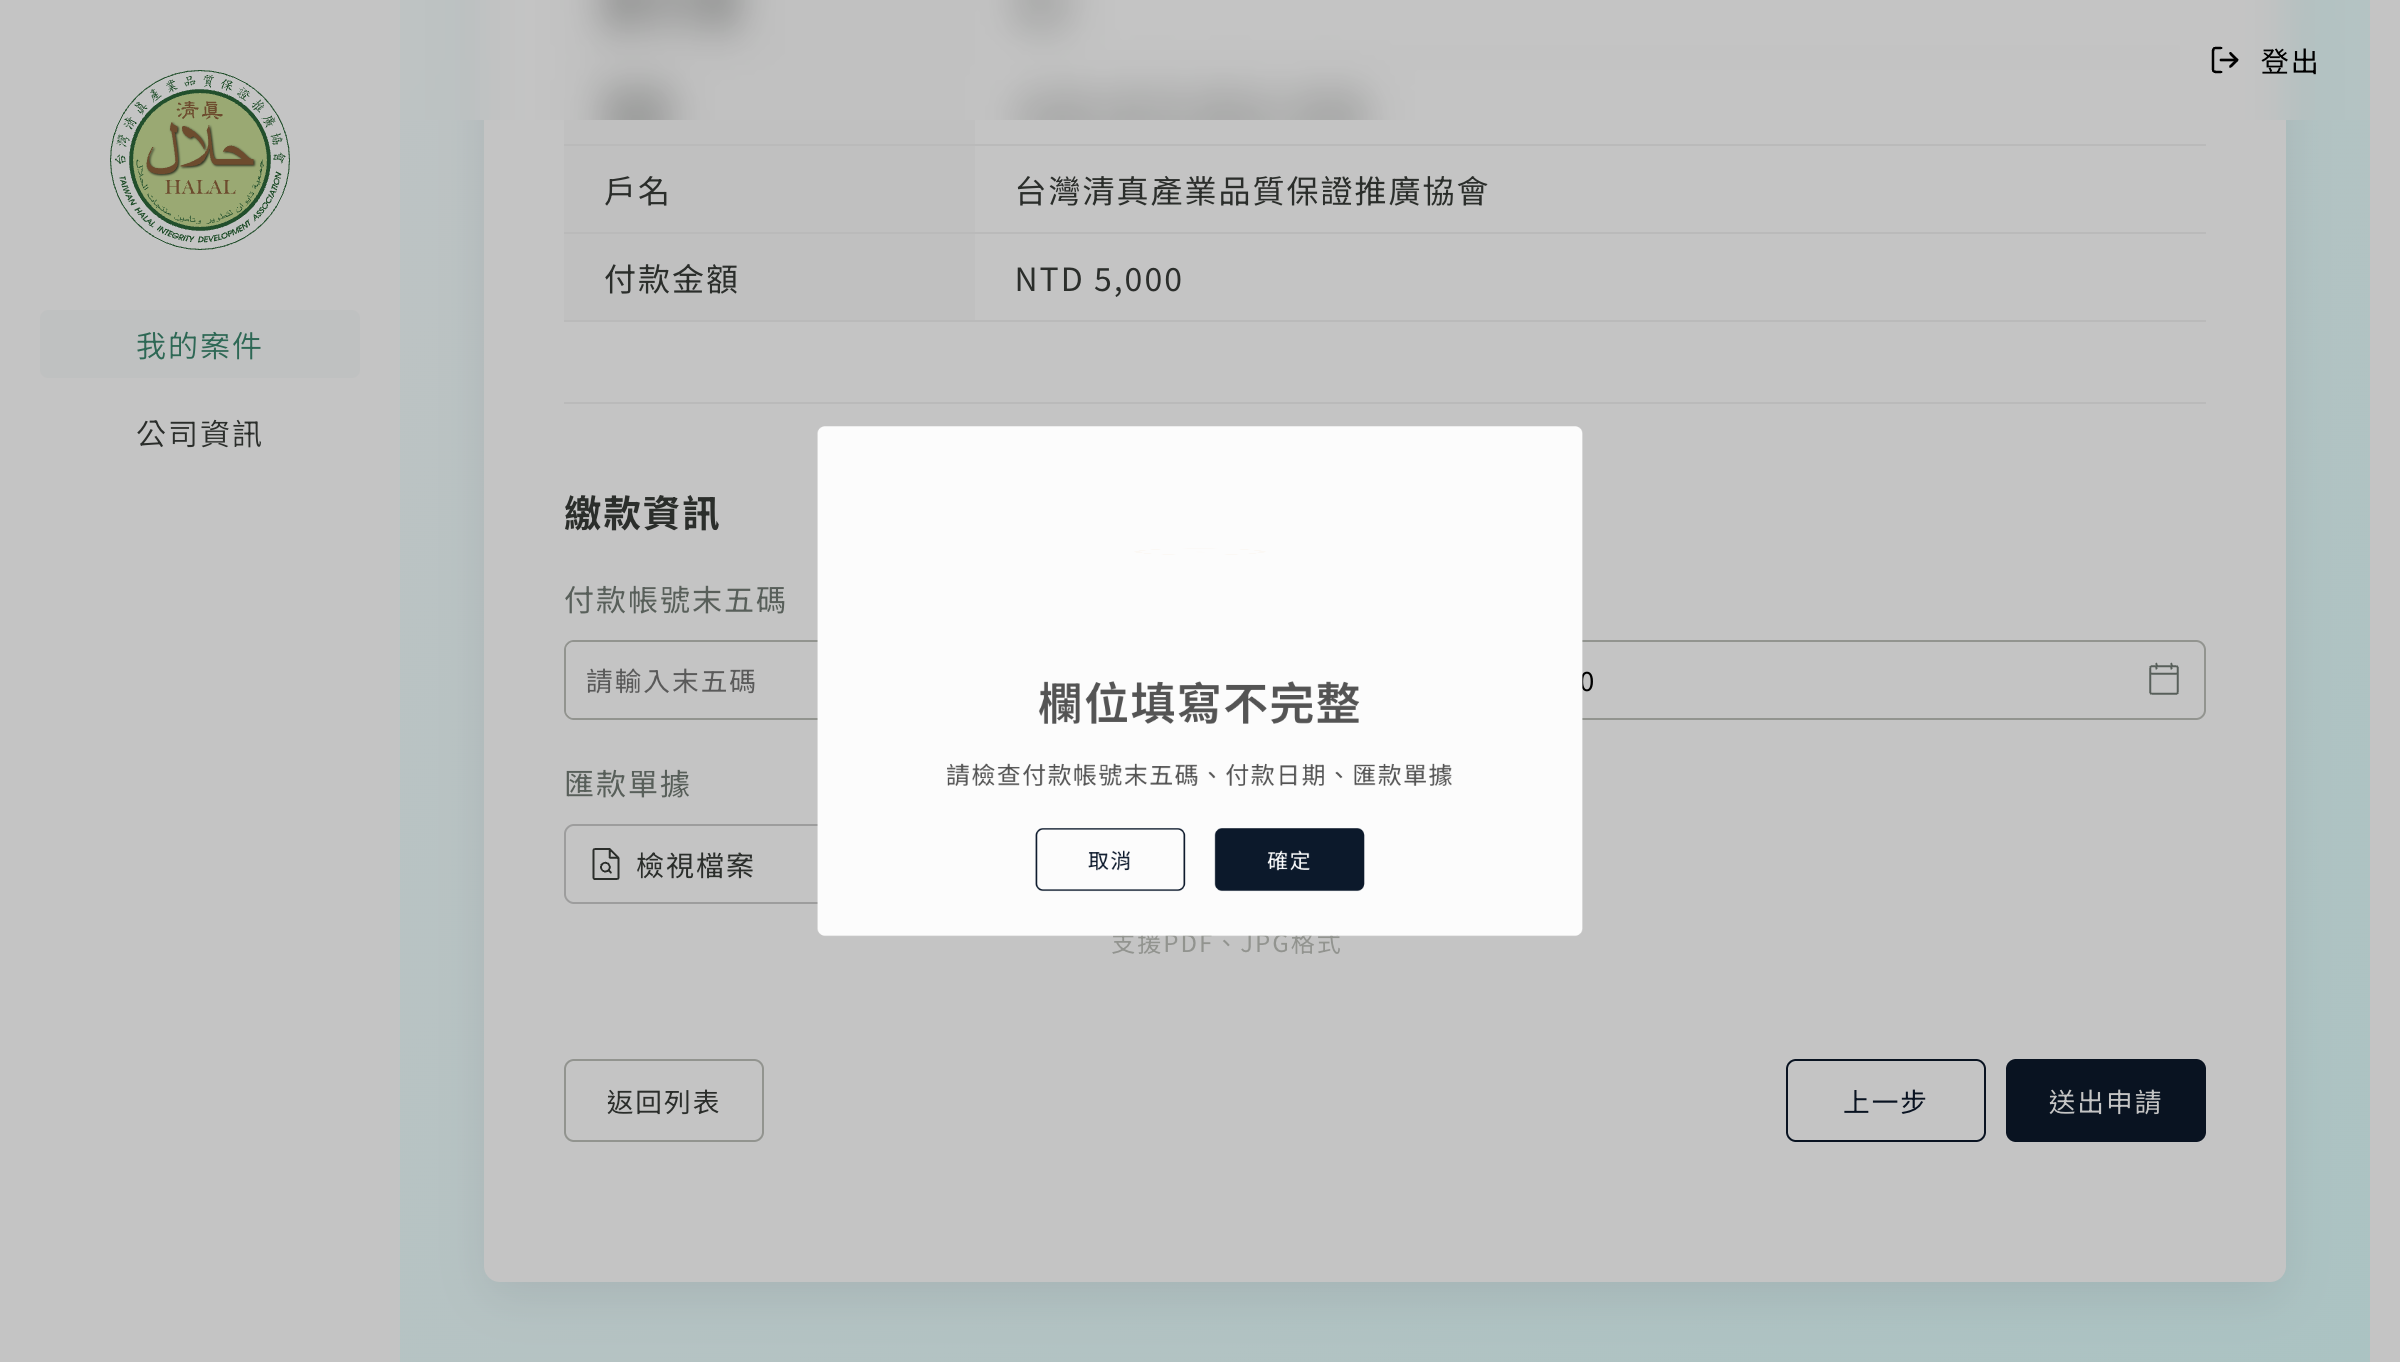 台灣清真產業品質保證推廣協會
清真
حلال
HALAL
TAIWAN HALAL INTEGRITY DEVELOPMENT ASSOCIATION
我的案件
公司資訊
登出
戶名 台灣清真產業品質保證推廣協會
付款金額 NTD 5,000
繳款資訊
付款帳號末五碼
請輸入末五碼
0
匯款單據
檢視檔案
支援PDF、JPG格式
欄位填寫不完整
請檢查付款帳號末五碼、付款日期、匯款單據
取消 確定
返回列表 上一步 送出申請